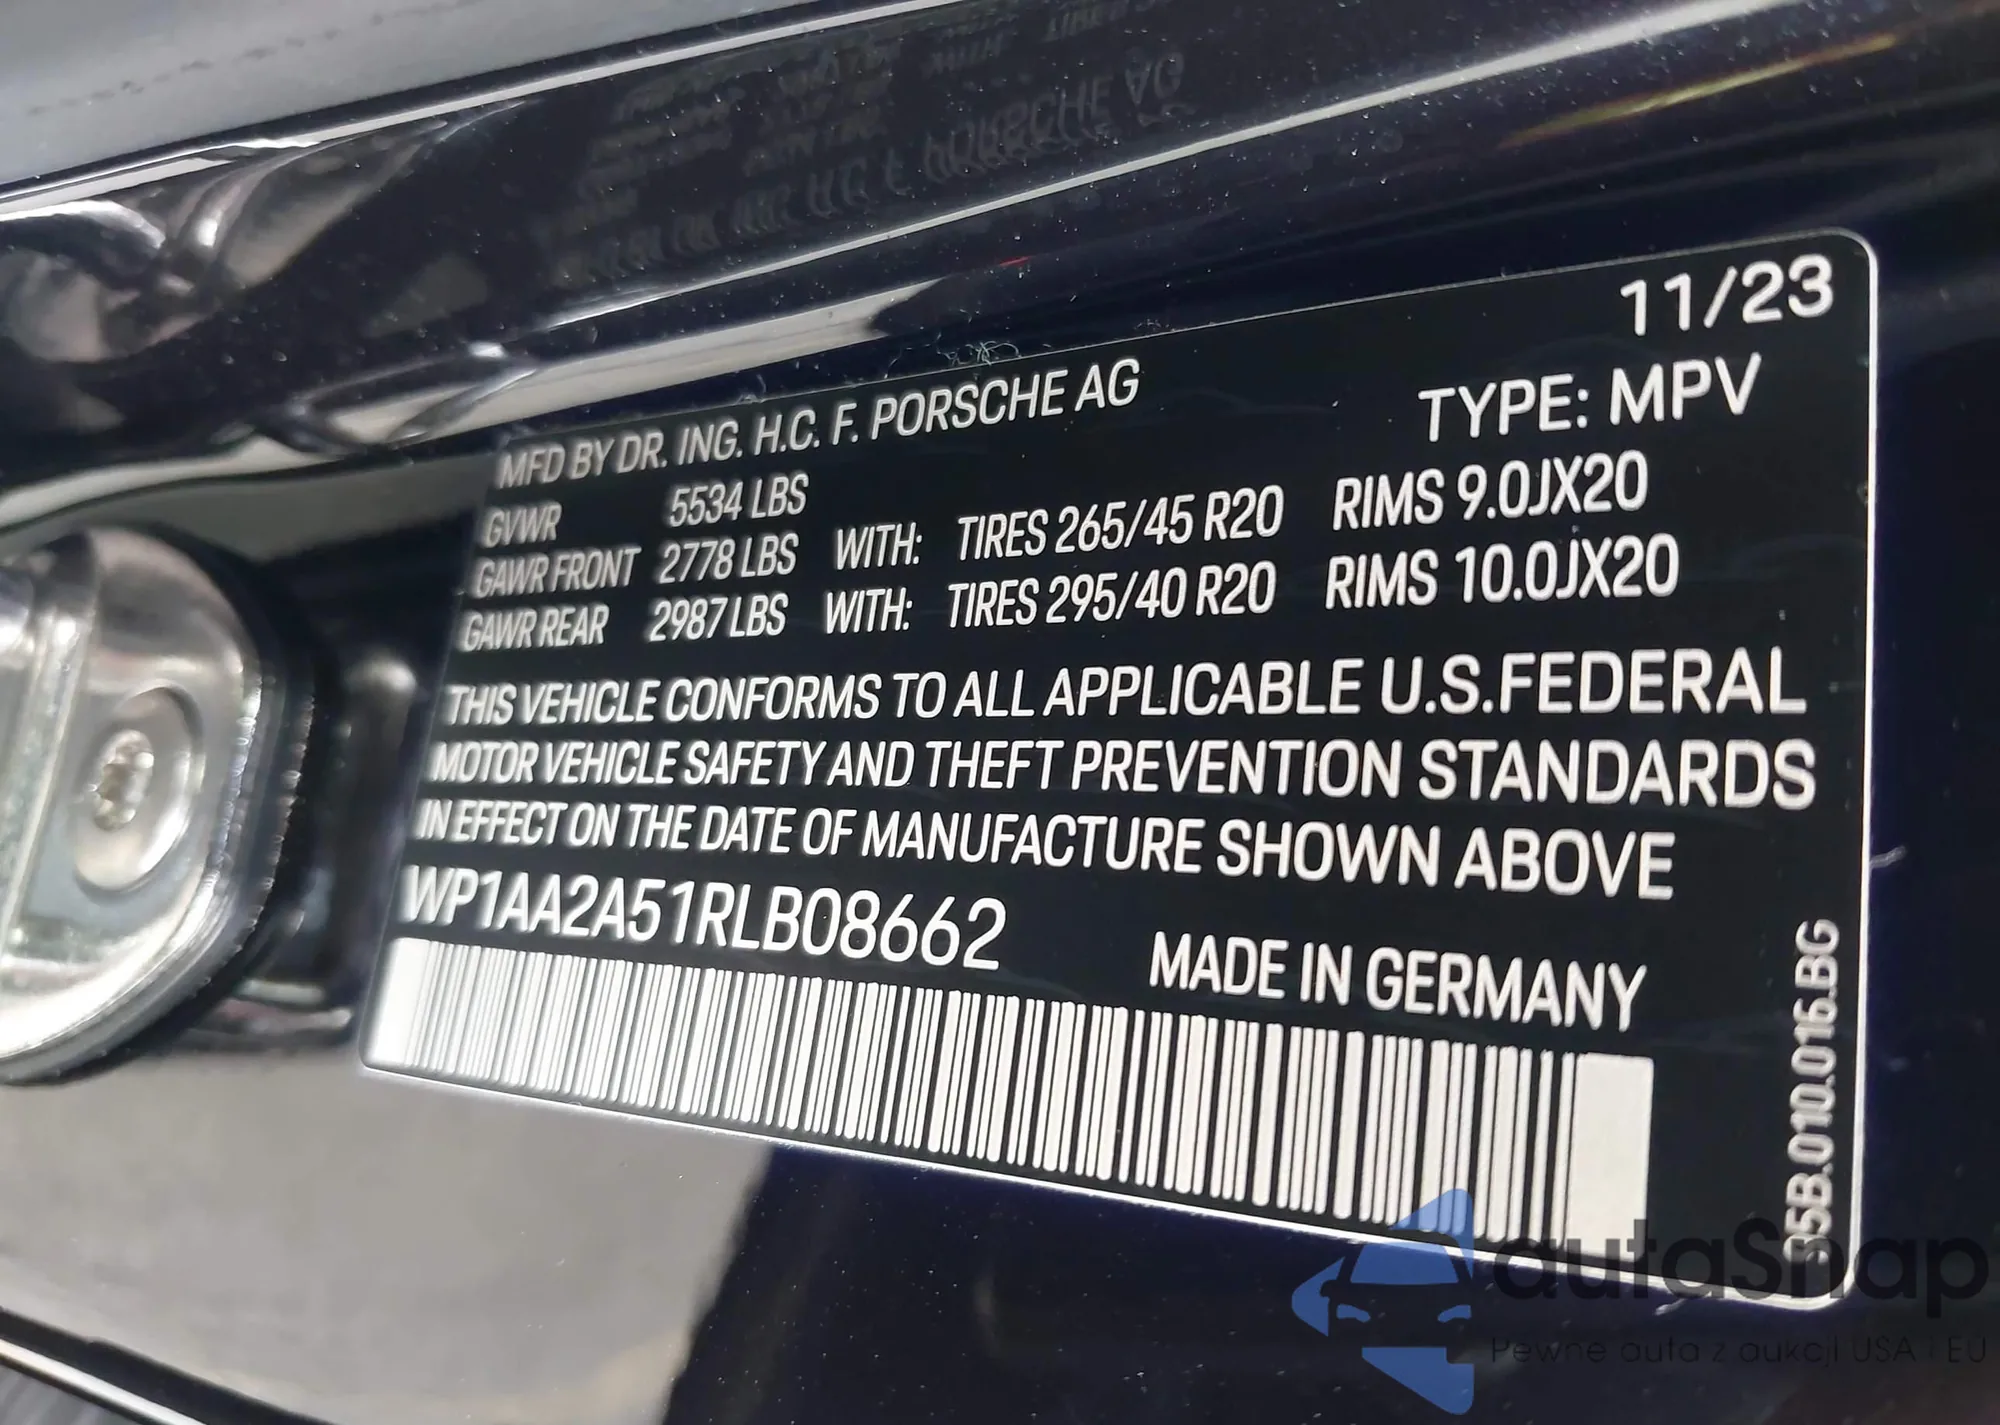 11/23
MFD BY DR. ING. H.C. F. PORSCHE AG
TYPE: MPV
GVWR 5534 LBS
GAWR FRONT 2778 LBS WITH: TIRES 265/45 R20 RIMS 9.0JX20
GAWR REAR 2987 LBS WITH: TIRES 295/40 R20 RIMS 10.0JX20
THIS VEHICLE CONFORMS TO ALL APPLICABLE U.S.FEDERAL
MOTOR VEHICLE SAFETY AND THEFT PREVENTION STANDARDS
IN EFFECT ON THE DATE OF MANUFACTURE SHOWN ABOVE
WP1AA2A51RLB08662
MADE IN GERMANY
95B.010.016.BG
autaSnap
Pewne auta z aukcji USA i EU
PORSCHE AG